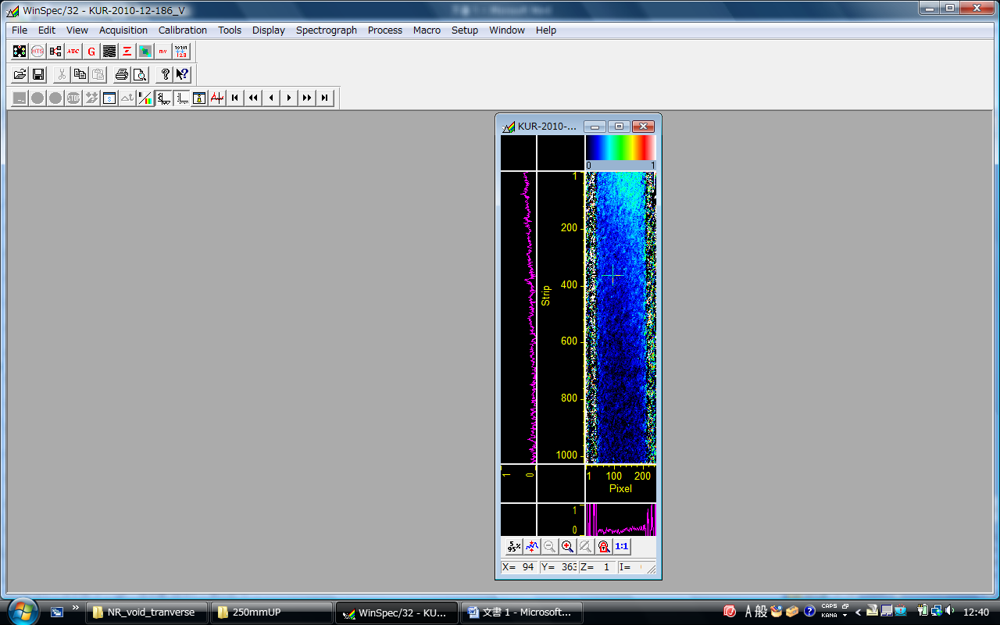 WinSpec/32 - KUR-2010-12-186_V
File Edit View Acquisition Calibration Tools Display Spectrograph Process Macro Setup Window Help
KUR-2010-...
0 1
1
200
400
600
800
1000
Strip
1 0
1 100 200
Pixel
1
0
5% 95% 1:1
X= 94 Y= 363 Z= 1 I=
NR_void_tranverse 250mmUP WinSpec/32 - KU... 文書 1 - Microsoft... A 般 CAPS KANA 12:40